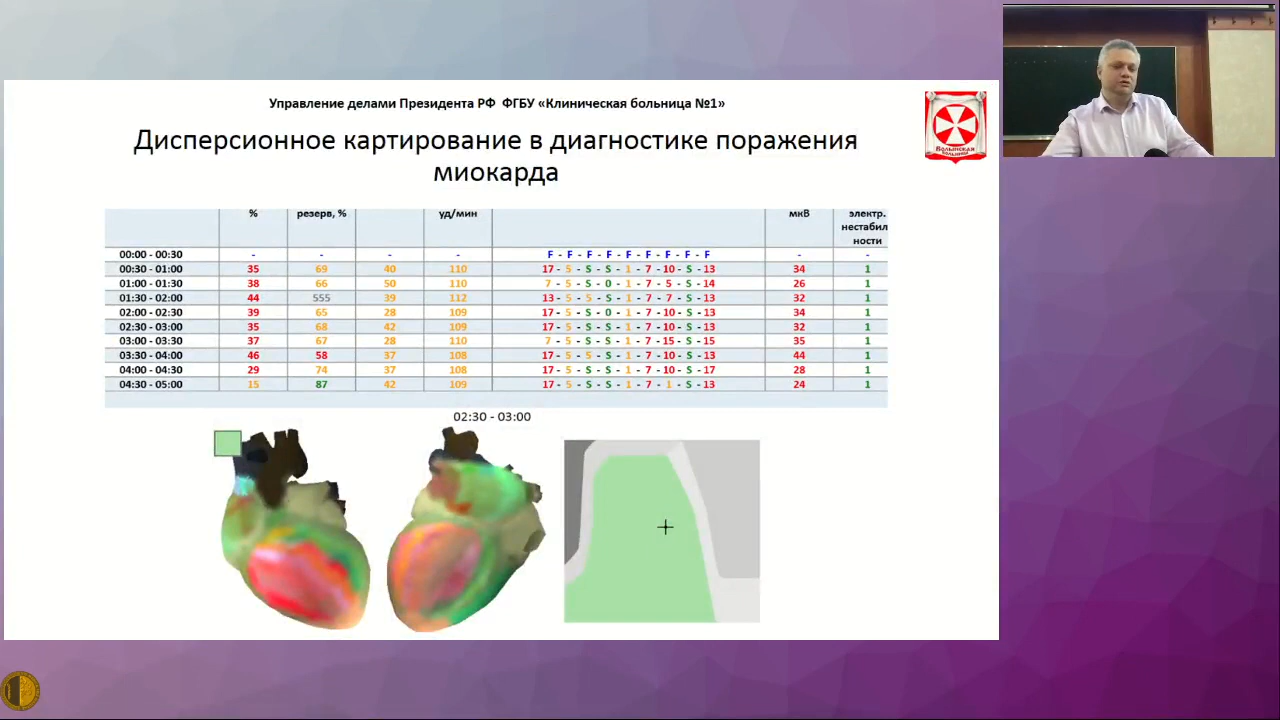 Управление делами Президента РФ ФГБУ «Клиническая больница №1»
Дисперсионное картирование в диагностике поражения
миокарда
Волынская
больница
% резерв, % уд/мин мкВ электр.
нестабил
ности
00:00 - 00:30 - - - - F - F - F - F - F - F - F - F - F - -
00:30 - 01:00 35 69 40 110 17 - 5 - S - S - 1 - 7 - 10 - S - 13 34 1
01:00 - 01:30 38 66 50 110 7 - 5 - S - 0 - 1 - 7 - 5 - S - 14 26 1
01:30 - 02:00 44 555 39 112 13 - 5 - 5 - S - 1 - 7 - 7 - S - 13 32 1
02:00 - 02:30 39 65 28 109 17 - 5 - S - 0 - 1 - 7 - 10 - S - 13 34 1
02:30 - 03:00 35 68 42 109 17 - 5 - S - S - 1 - 7 - 10 - S - 13 32 1
03:00 - 03:30 37 67 28 110 7 - 5 - S - S - 1 - 7 - 15 - S - 15 35 1
03:30 - 04:00 46 58 37 108 17 - 5 - 5 - S - 1 - 7 - 10 - S - 13 44 1
04:00 - 04:30 29 74 37 108 17 - 5 - S - S - 1 - 7 - 10 - S - 17 28 1
04:30 - 05:00 15 87 42 109 17 - 5 - S - S - 1 - 7 - 1 - S - 13 24 1
02:30 - 03:00